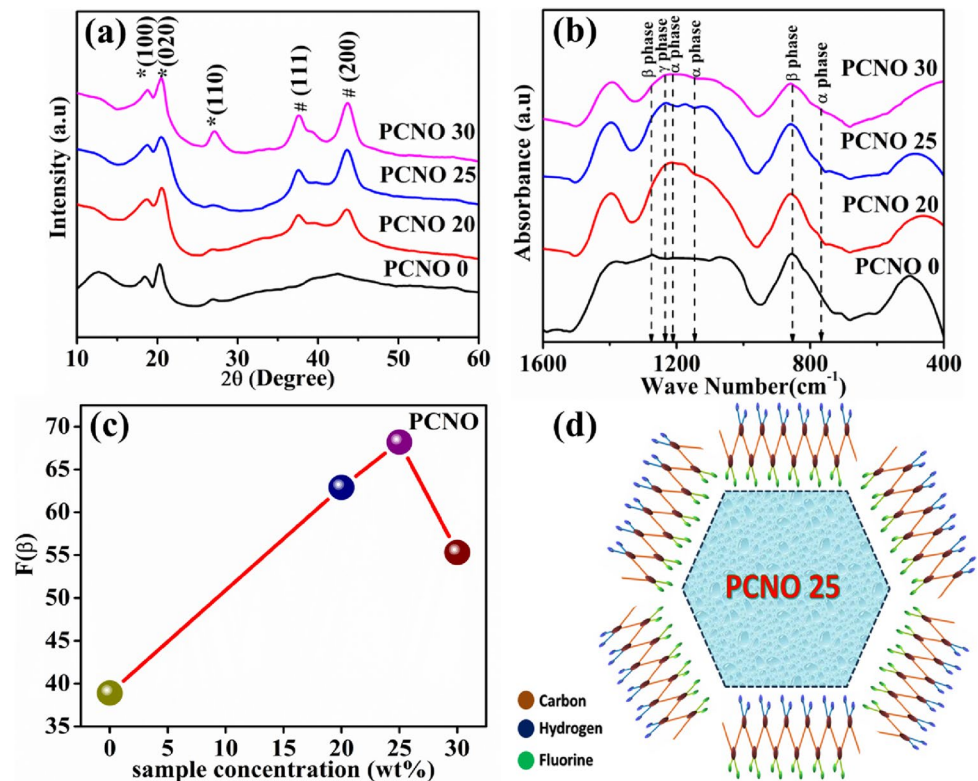 (a)
*(100)
*(020)
*(110)
# (111)
# (200)
PCNO 30
PCNO 25
PCNO 20
PCNO 0
Intensity (a.u)
10 20 30 40 50 60
2θ (Degree)
(b)
β phase
γ phase
α phase
α phase
β phase
α phase
PCNO 30
PCNO 25
PCNO 20
PCNO 0
Absorbance (a.u)
1600 1200 800 400
Wave Number(cm-1)
(c)
PCNO
F(β)
70
65
60
55
50
45
40
35
0 5 10 15 20 25 30
sample concentration (wt%)
(d)
PCNO 25
Carbon
Hydrogen
Fluorine